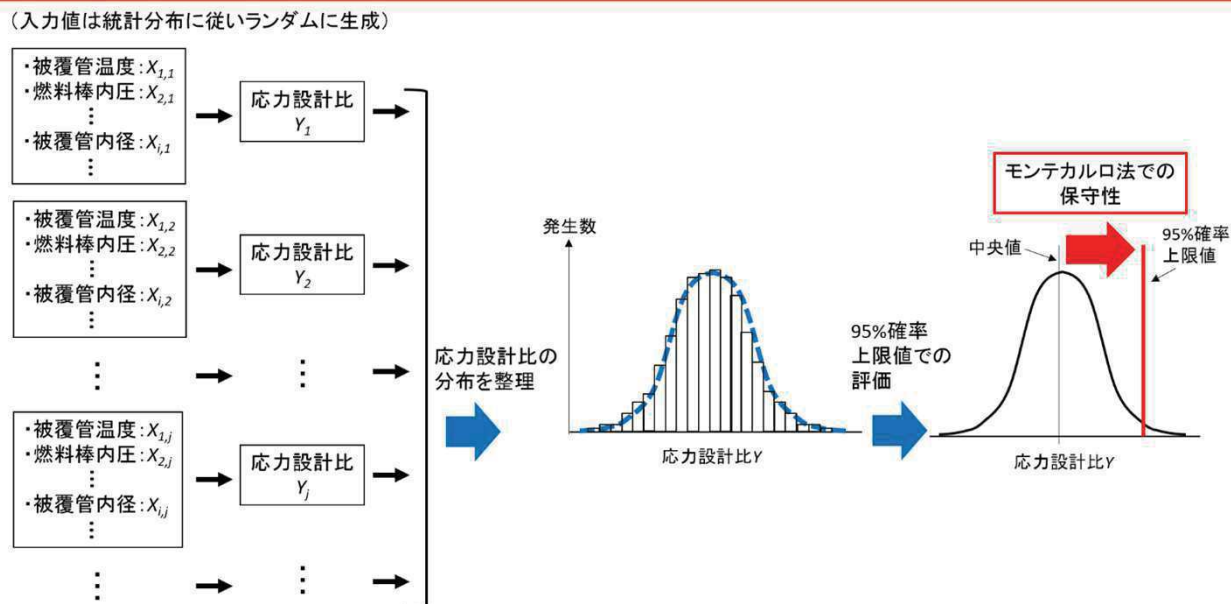 （入力値は統計分布に従いランダムに生成）
・被覆管温度：X1,1
・燃料棒内圧：X2,1
⋮
・被覆管内径：Xi,1
⋮
応力設計比
Y1
・被覆管温度：X1,2
・燃料棒内圧：X2,2
⋮
・被覆管内径：Xi,2
⋮
応力設計比
Y2
⋮
⋮
・被覆管温度：X1,j
・燃料棒内圧：X2,j
⋮
・被覆管内径：Xi,j
⋮
応力設計比
Yj
⋮
⋮
応力設計比の
分布を整理
発生数
応力設計比Y
95%確率
上限値での
評価
モンテカルロ法での
保守性
中央値
95%確率
上限値
応力設計比Y